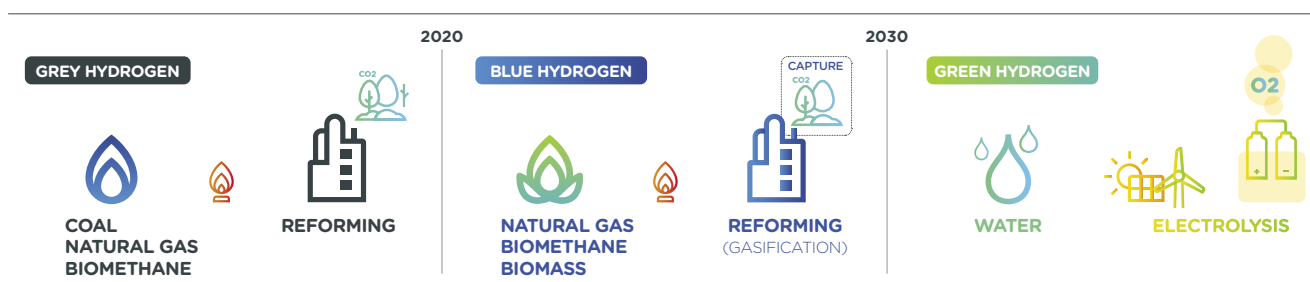 2020
2030
GREY HYDROGEN
CO2
COAL
NATURAL GAS
BIOMETHANE
REFORMING
BLUE HYDROGEN
CAPTURE
CO2
NATURAL GAS
BIOMETHANE
BIOMASS
REFORMING
(GASIFICATION)
GREEN HYDROGEN
O2
+ −
WATER
ELECTROLYSIS